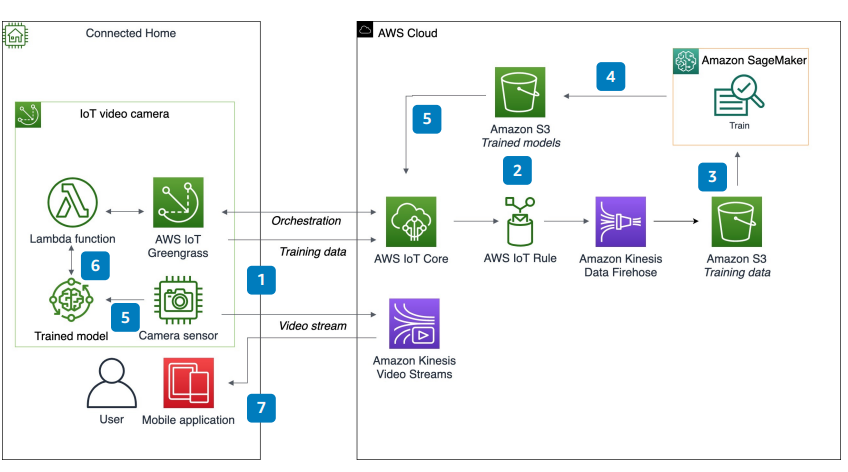 Connected Home
AWS Cloud
Amazon SageMaker
4
Train
IoT video camera
5
Amazon S3
Trained models
2
3
Lambda function
AWS IoT
Greengrass
Orchestration
Training data
AWS IoT Core
AWS IoT Rule
Amazon Kinesis
Data Firehose
Amazon S3
Training data
6
1
5
Trained model
Camera sensor
Video stream
Amazon Kinesis
Video Streams
User
Mobile application
7